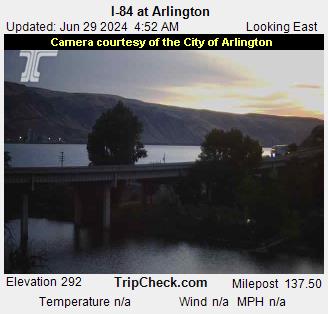 I-84 at Arlington
Updated: Jun 29 2024 4:52 AM Looking East
Camera courtesy of the City of Arlington
Elevation 292 TripCheck.com Milepost 137.50
Temperature n/a Wind n/a MPH n/a